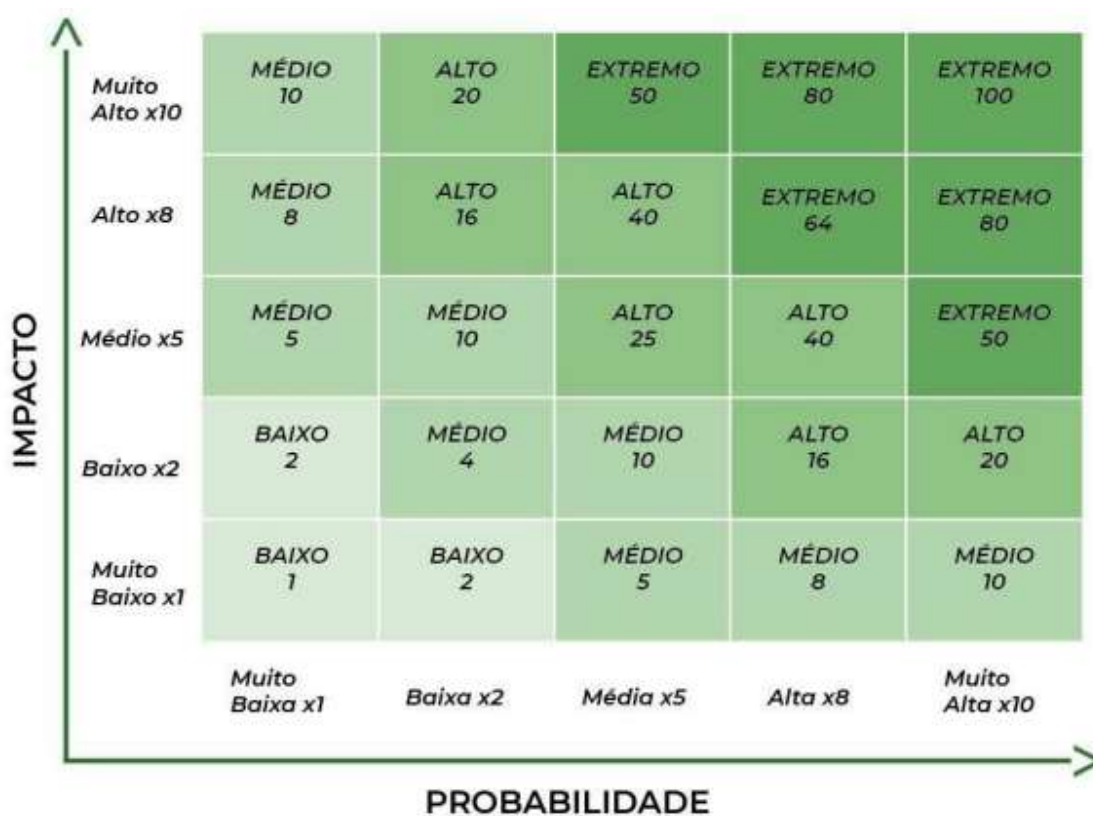 Muito
Alto x10
MÉDIO
10
ALTO
20
EXTREMO
50
EXTREMO
80
EXTREMO
100
Alto x8
MÉDIO
8
ALTO
16
ALTO
40
EXTREMO
64
EXTREMO
80
IMPACTO
Médio x5
MÉDIO
5
MÉDIO
10
ALTO
25
ALTO
40
EXTREMO
50
Baixo x2
BAIXO
2
MÉDIO
4
MÉDIO
10
ALTO
16
ALTO
20
Muito
Baixo x1
BAIXO
1
BAIXO
2
MÉDIO
5
MÉDIO
8
MÉDIO
10
Muito
Baixa x1
Baixa x2
Média x5
Alta x8
Muito
Alta x10
PROBABILIDADE